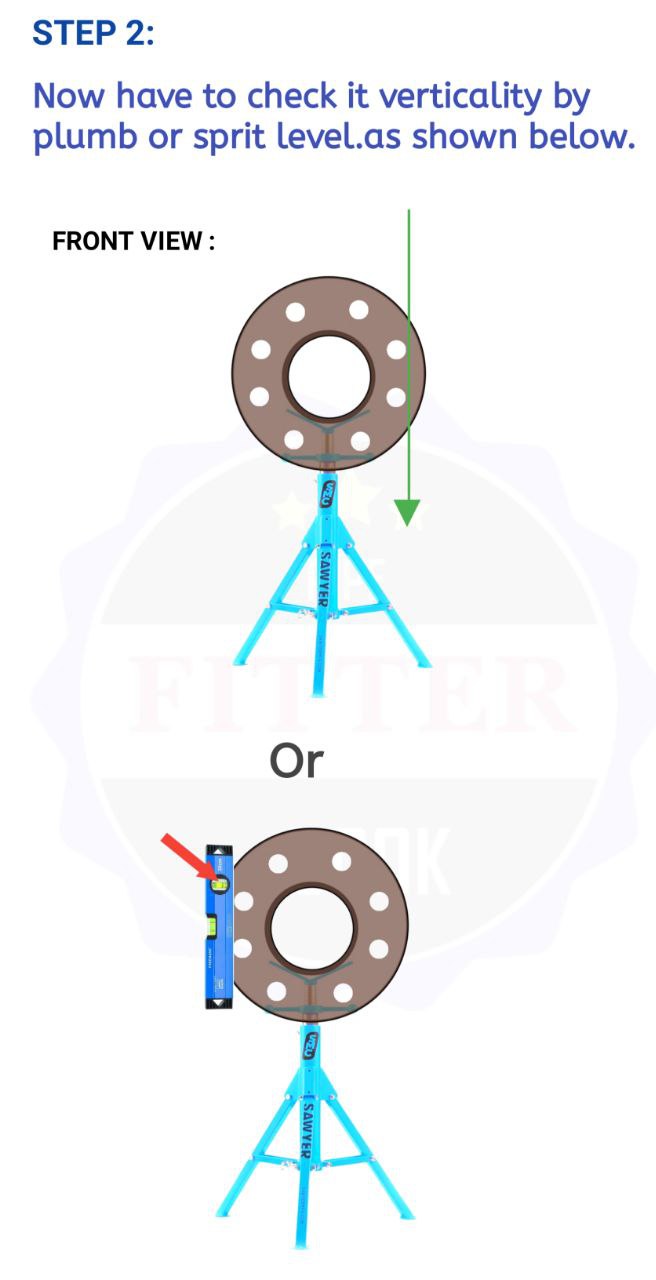 STEP 2:
Now have to check it verticality by
plumb or sprit level.as shown below.
FRONT VIEW :
SAWYER
FITTER
Or
SAWYER